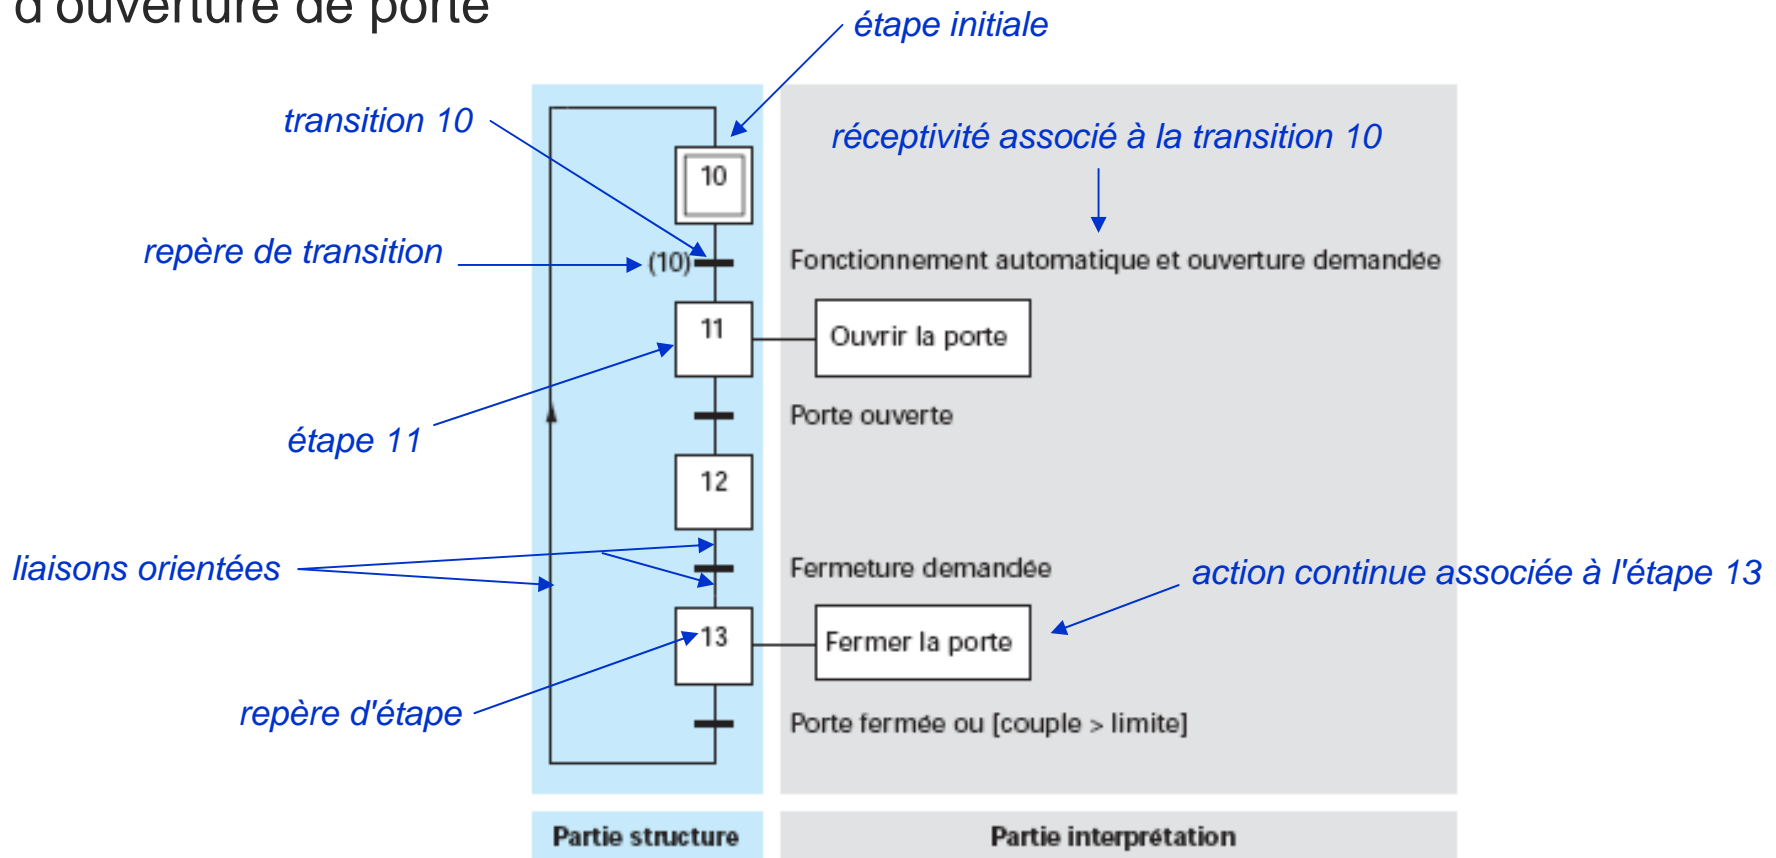 d'ouverture de porte
étape initiale
transition 10
réceptivité associé à la transition 10
10
repère de transition
(10)
Fonctionnement automatique et ouverture demandée
11
Ouvrir la porte
étape 11
Porte ouverte
12
liaisons orientées
Fermeture demandée
action continue associée à l'étape 13
13
Fermer la porte
repère d'étape
Porte fermée ou [couple > limite]
Partie structure
Partie interprétation